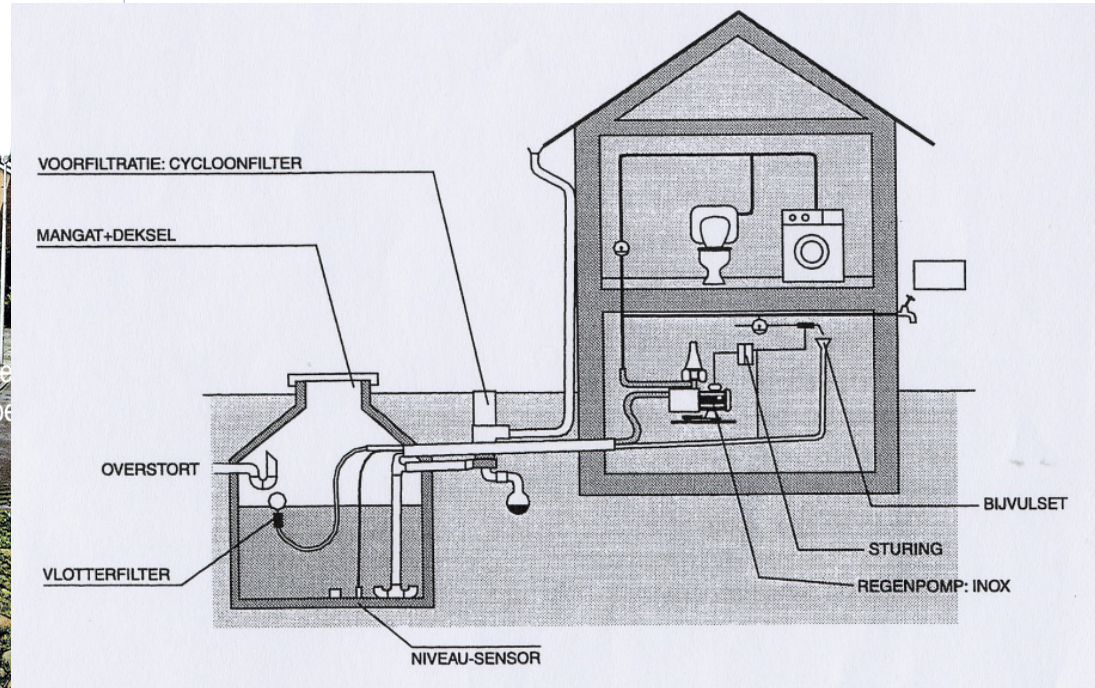 VOORFILTRATIE: CYCLOONFILTER
MANGAT+DEKSEL
OVERSTORT
BIJVULSET
STURING
VLOTTERFILTER
REGENPOMP: INOX
NIVEAU-SENSOR